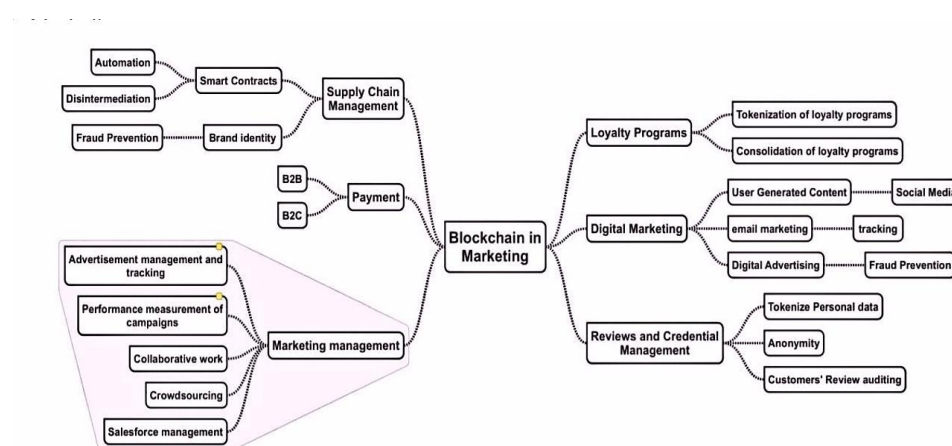 Automation
Disintermediation
Smart Contracts
Fraud Prevention
Brand identity
Supply Chain
Management
B2B
B2C
Payment
Advertisement management and
tracking
Performance measurement of
campaigns
Collaborative work
Crowdsourcing
Salesforce management
Marketing management
Blockchain in
Marketing
Loyalty Programs
Tokenization of loyalty programs
Consolidation of loyalty programs
Digital Marketing
User Generated Content
Social Media
email marketing
tracking
Digital Advertising
Fraud Prevention
Reviews and Credential
Management
Tokenize Personal data
Anonymity
Customers' Review auditing